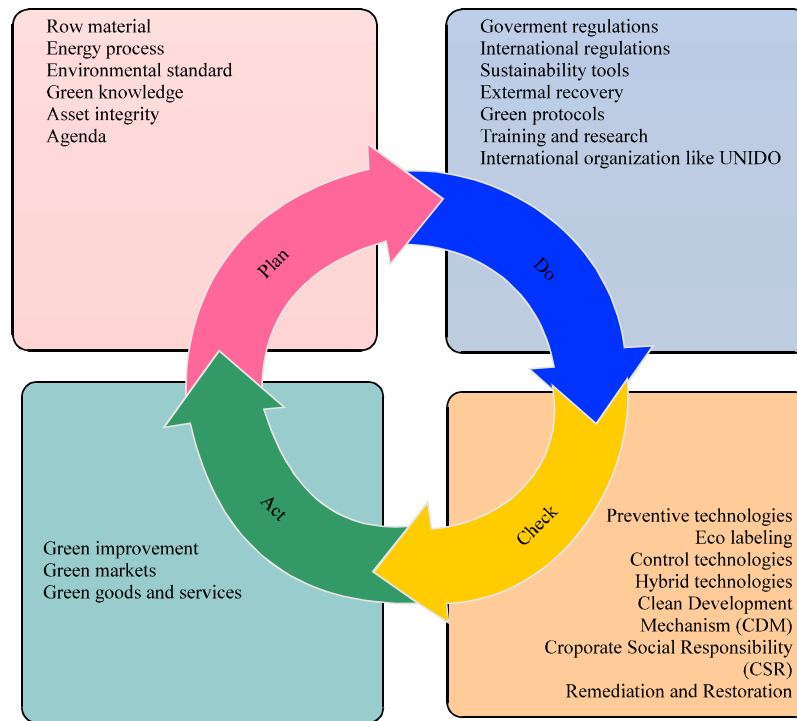 Row material
Energy process
Environmental standard
Green knowledge
Asset integrity
Agenda
Goverment regulations
International regulations
Sustainability tools
External recovery
Green protocols
Training and research
International organization like UNIDO
Plan
Do
Act
Check
Green improvement
Green markets
Green goods and services
Preventive technologies
Eco labeling
Control technologies
Hybrid technologies
Clean Development
Mechanism (CDM)
Croporate Social Responsibility
(CSR)
Remediation and Restoration